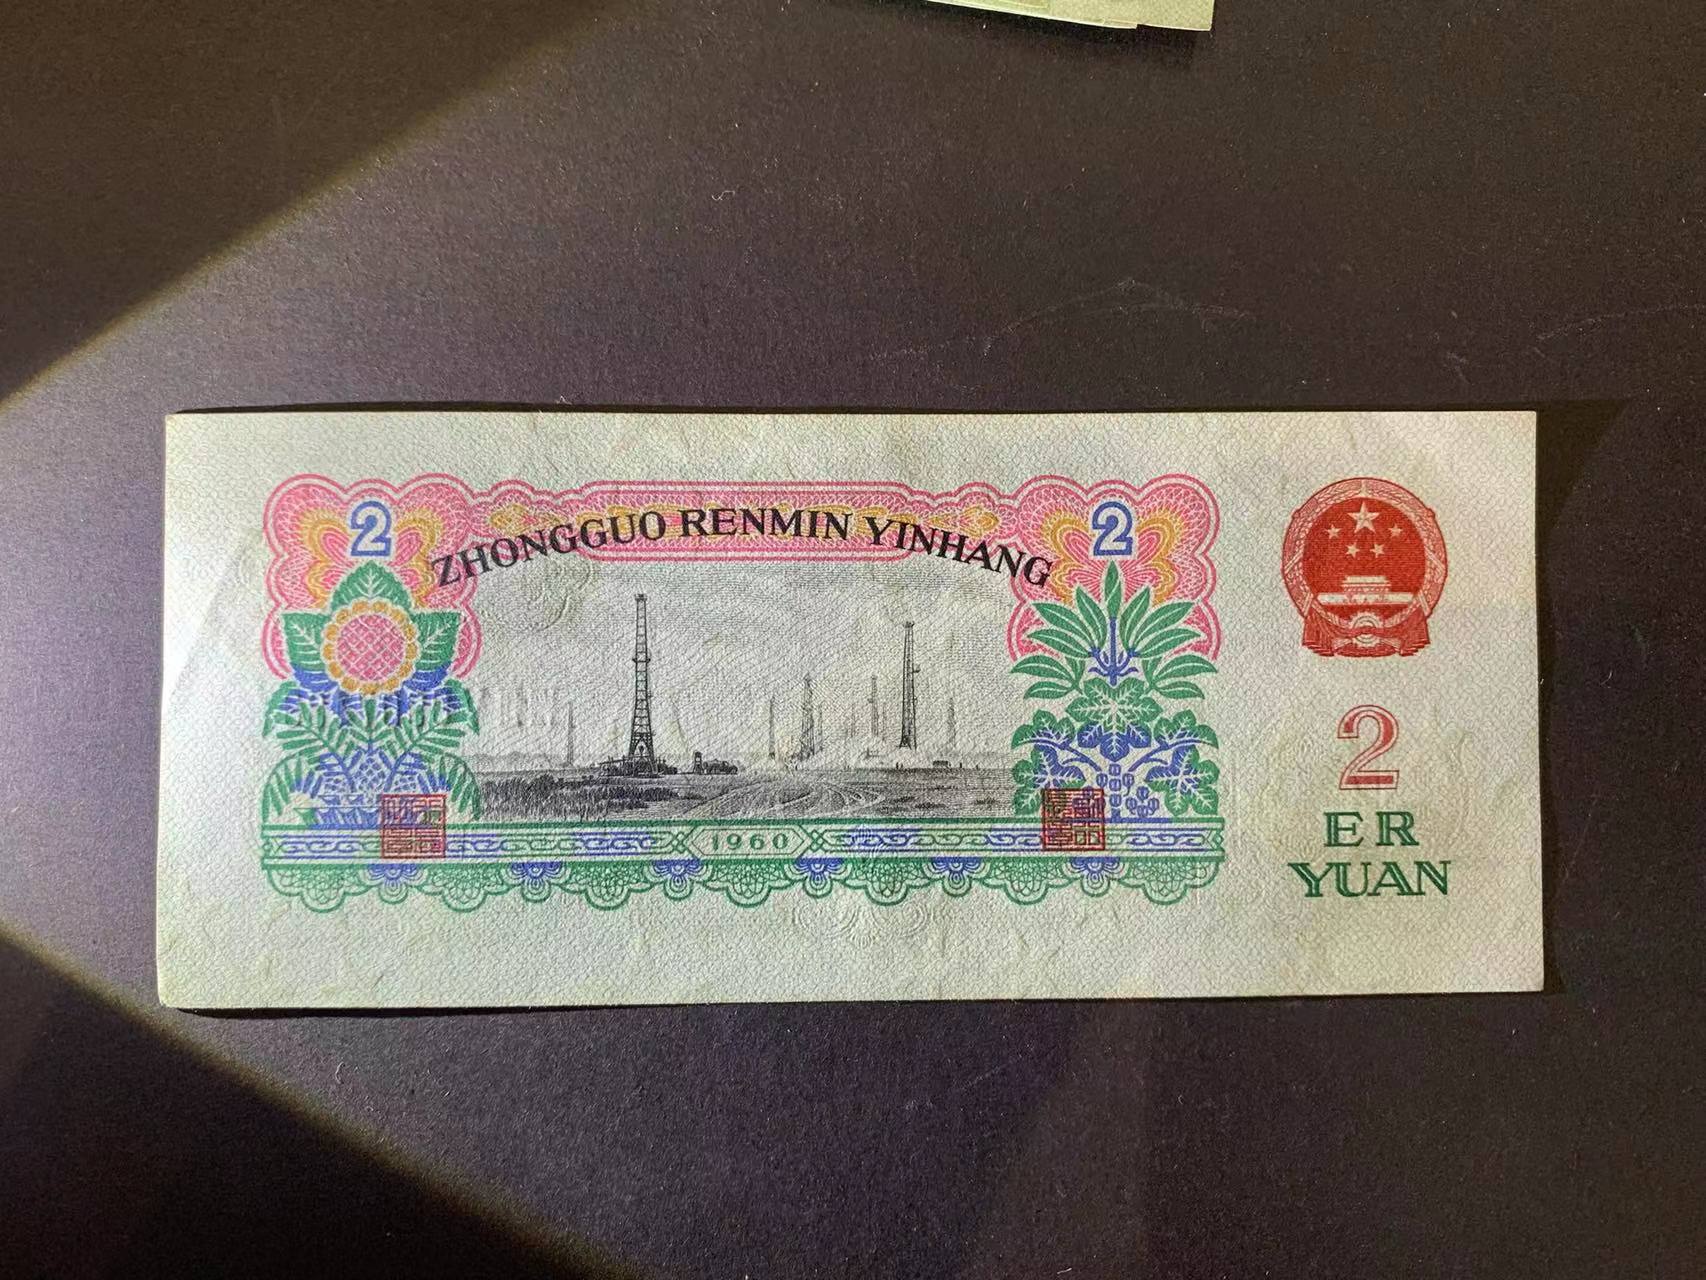 2
ZHONGGUO RENMIN YINHANG
2
1960
2
ER
YUAN